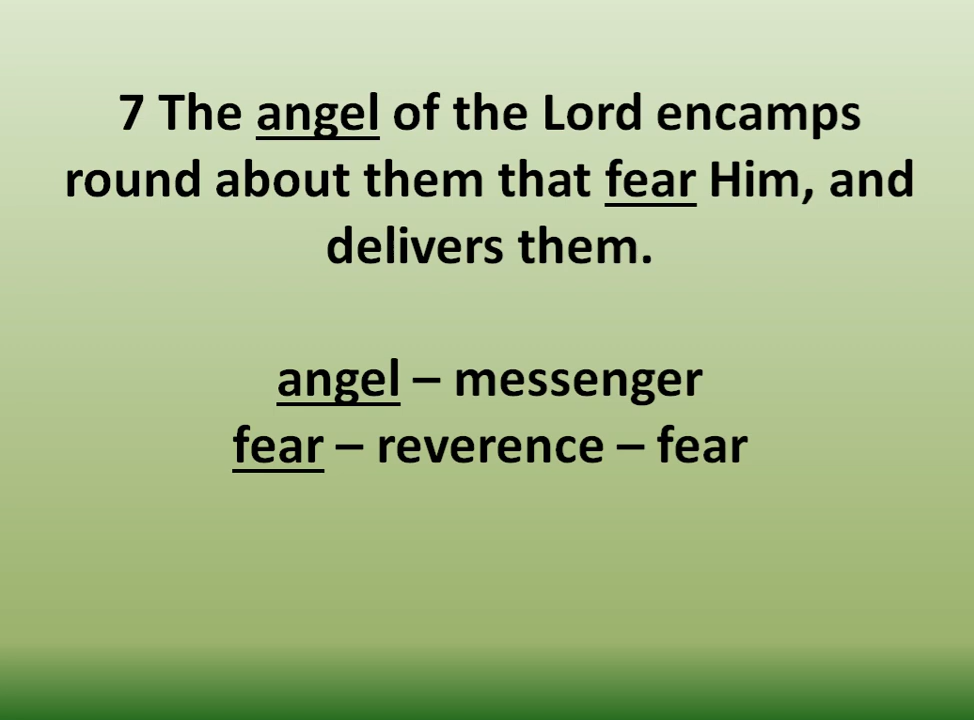 7 The angel of the Lord encamps
round about them that fear Him, and
delivers them.
angel – messenger
fear – reverence – fear